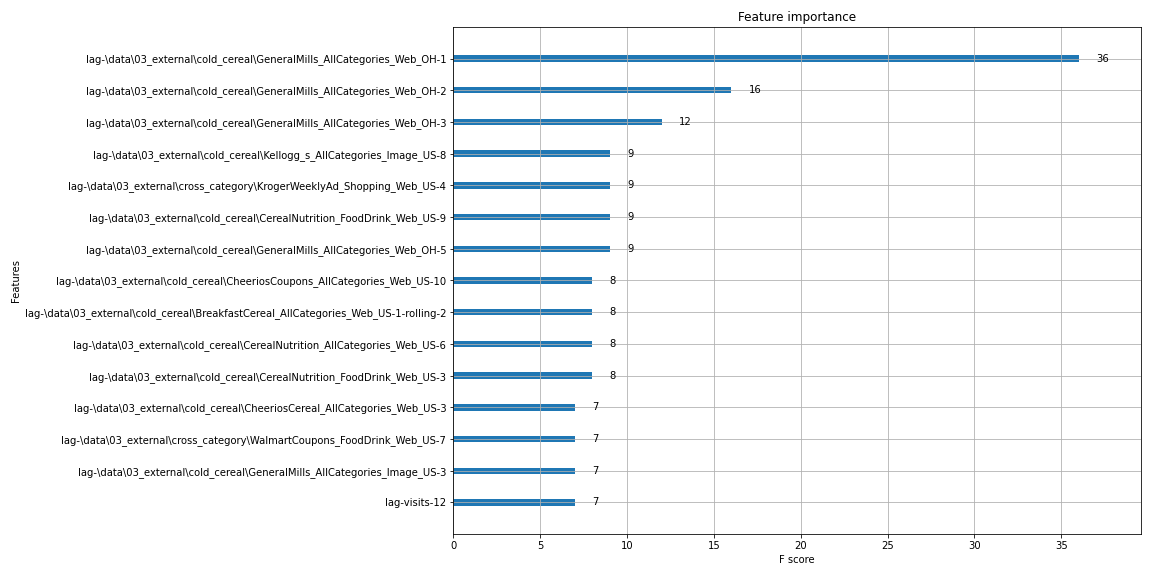 Feature importance
lag-\data\03_external\cold_cereal\GeneralMills_AllCategories_Web_OH-1
36
lag-\data\03_external\cold_cereal\GeneralMills_AllCategories_Web_OH-2
16
lag-\data\03_external\cold_cereal\GeneralMills_AllCategories_Web_OH-3
12
lag-\data\03_external\cold_cereal\Kellogg_s_AllCategories_Image_US-8
9
lag-\data\03_external\cross_category\KrogerWeeklyAd_Shopping_Web_US-4
9
lag-\data\03_external\cold_cereal\CerealNutrition_FoodDrink_Web_US-9
9
lag-\data\03_external\cold_cereal\GeneralMills_AllCategories_Web_OH-5
9
lag-\data\03_external\cold_cereal\CheeriosCoupons_AllCategories_Web_US-10
8
lag-\data\03_external\cold_cereal\BreakfastCereal_AllCategories_Web_US-1-rolling-2
8
lag-\data\03_external\cold_cereal\CerealNutrition_AllCategories_Web_US-6
8
lag-\data\03_external\cold_cereal\CerealNutrition_FoodDrink_Web_US-3
8
lag-\data\03_external\cold_cereal\CheeriosCereal_AllCategories_Web_US-3
7
lag-\data\03_external\cross_category\WalmartCoupons_FoodDrink_Web_US-7
7
lag-\data\03_external\cold_cereal\GeneralMills_AllCategories_Image_US-3
7
lag-visits-12
7
Features
0 5 10 15 20 25 30 35
F score